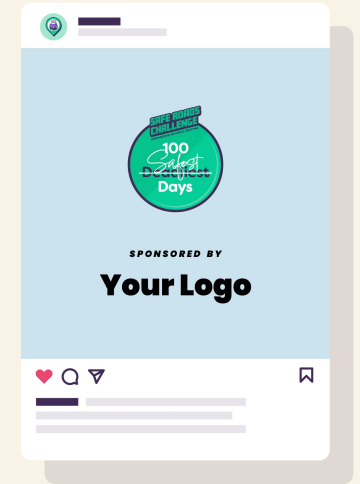 SAFE ROADS
CHALLENGE
100
Safest
Deadliest
Days
SPONSORED BY
Your Logo